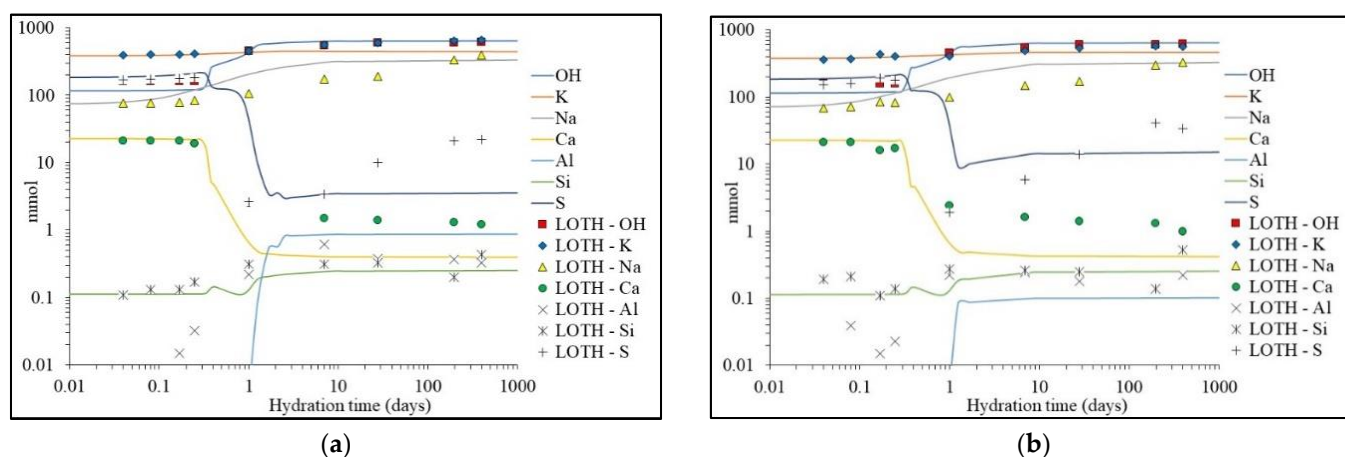 1000
100
10
1
0.1
0.01
mmol
0.01 0.1 1 10 100 1000
Hydration time (days)
OH
K
Na
Ca
Al
Si
S
LOTH - OH
LOTH - K
LOTH - Na
LOTH - Ca
LOTH - Al
LOTH - Si
LOTH - S
(a)
1000
100
10
1
0.1
0.01
mmol
0.01 0.1 1 10 100 1000
Hydration time (days)
OH
K
Na
Ca
Al
Si
S
LOTH - OH
LOTH - K
LOTH - Na
LOTH - Ca
LOTH - Al
LOTH - Si
LOTH - S
(b)